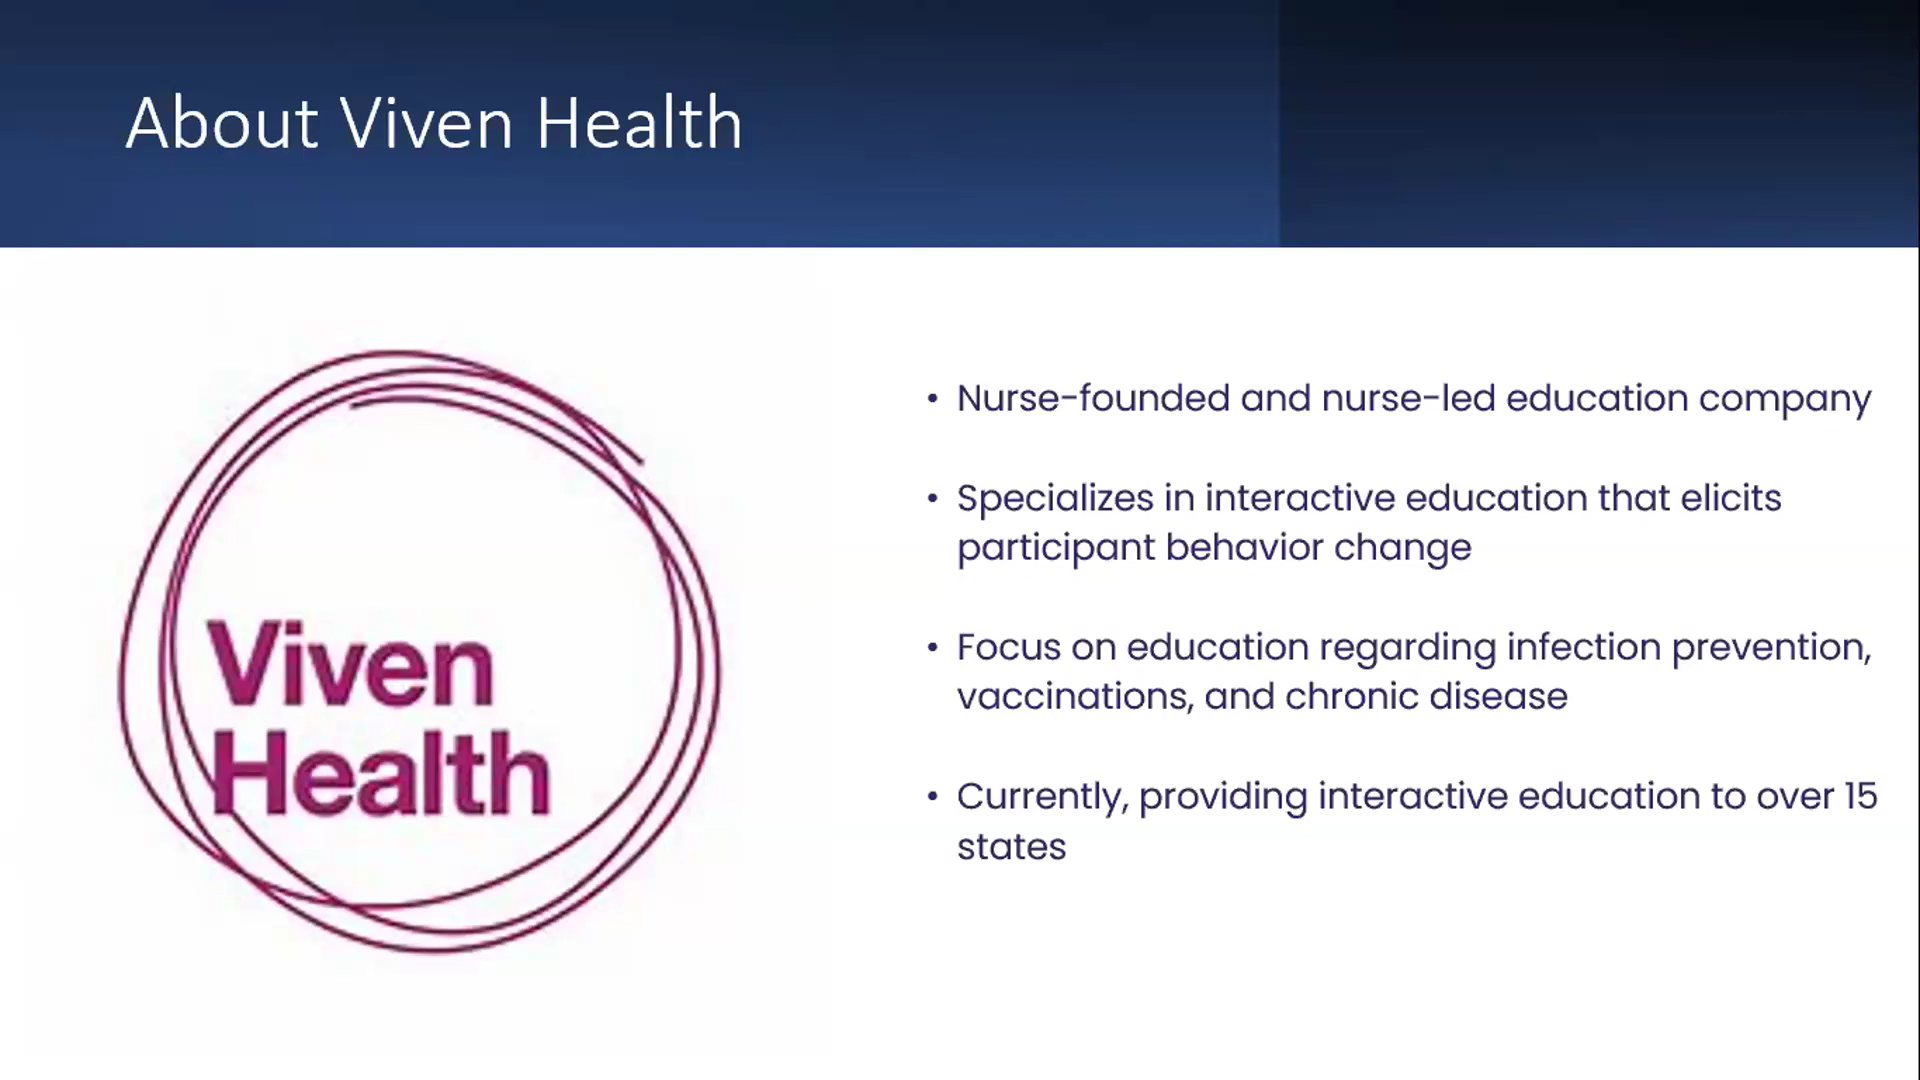 About Viven Health
Viven
Health
• Nurse-founded and nurse-led education company
• Specializes in interactive education that elicits
participant behavior change
• Focus on education regarding infection prevention,
vaccinations, and chronic disease
• Currently, providing interactive education to over 15
states